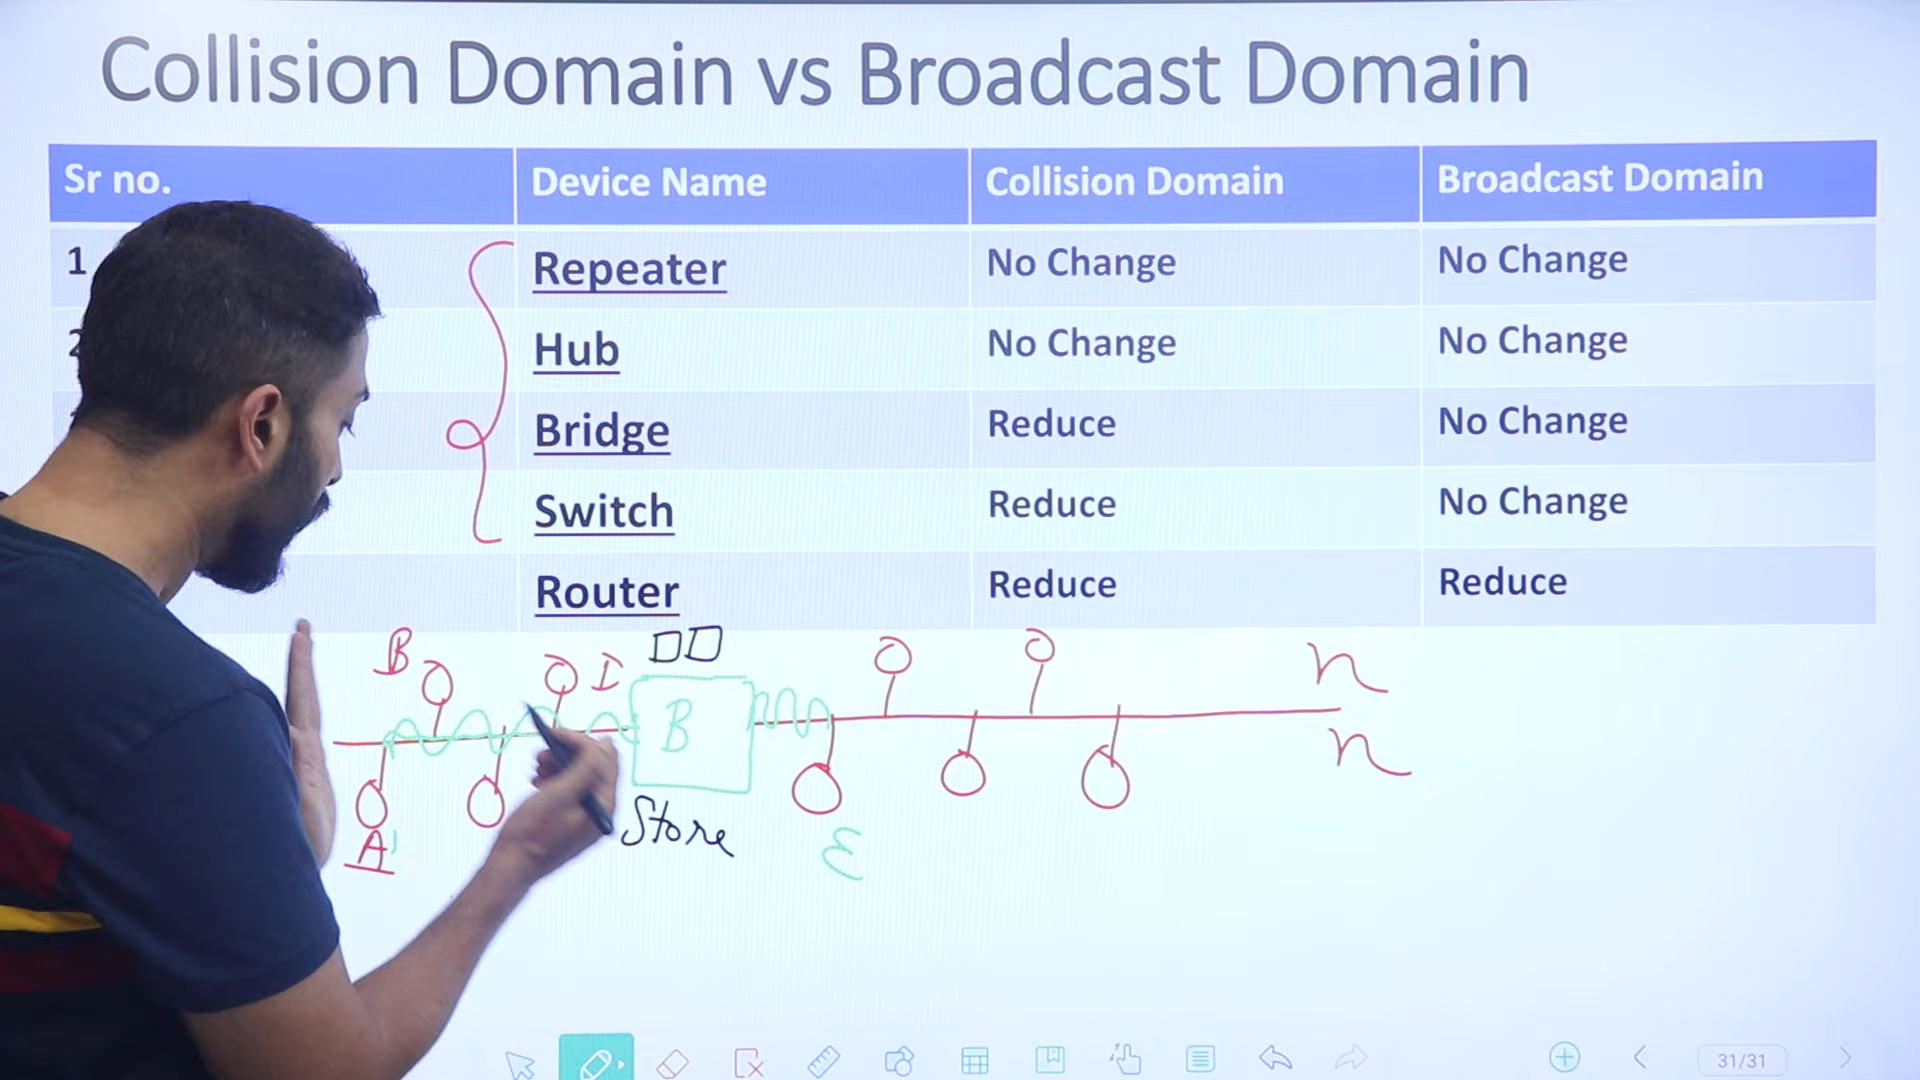 Collision Domain vs Broadcast Domain
Sr no. Device Name Collision Domain Broadcast Domain
1 Repeater No Change No Change
Hub No Change No Change
Bridge Reduce No Change
Switch Reduce No Change
Router Reduce Reduce
B D n
B n
A Store E
31/31